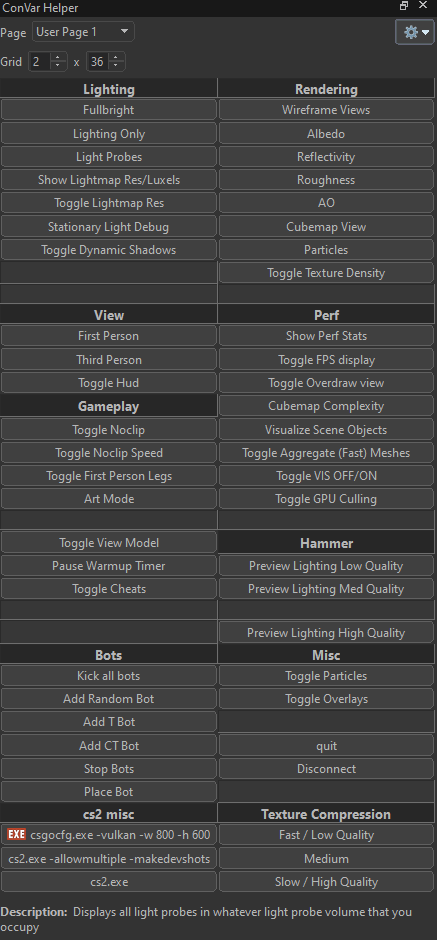 ConVar Helper
Page User Page 1
Grid 2 x 36
Lighting Rendering
Fullbright Wireframe Views
Lighting Only Albedo
Light Probes Reflectivity
Show Lightmap Res/Luxels Roughness
Toggle Lightmap Res AO
Stationary Light Debug Cubemap View
Toggle Dynamic Shadows Particles
Toggle Texture Density
View Perf
First Person Show Perf Stats
Third Person Toggle FPS display
Toggle Hud Toggle Overdraw view
Gameplay Cubemap Complexity
Toggle Noclip Visualize Scene Objects
Toggle Noclip Speed Toggle Aggregate (Fast) Meshes
Toggle First Person Legs Toggle VIS OFF/ON
Art Mode Toggle GPU Culling
Toggle View Model Hammer
Pause Warmup Timer Preview Lighting Low Quality
Toggle Cheats Preview Lighting Med Quality
Preview Lighting High Quality
Bots Misc
Kick all bots Toggle Particles
Add Random Bot Toggle Overlays
Add T Bot
Add CT Bot quit
Stop Bots Disconnect
Place Bot
cs2 misc Texture Compression
EXE csgocfg.exe -vulkan -w 800 -h 600 Fast / Low Quality
cs2.exe -allowmultiple -makedevshots Medium
cs2.exe Slow / High Quality
Description: Displays all light probes in whatever light probe volume that you
occupy